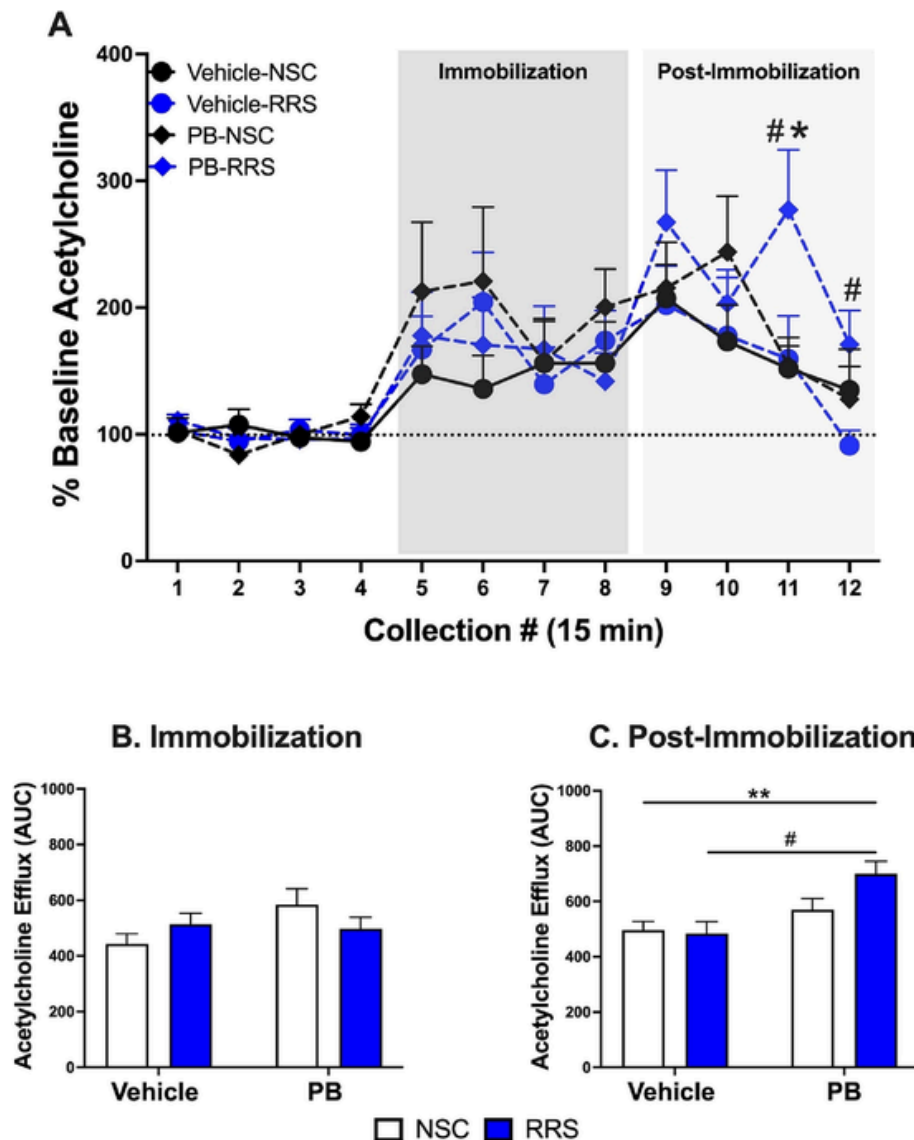 A
400
300
200
100
0
% Baseline Acetylcholine
Vehicle-NSC
Vehicle-RRS
PB-NSC
PB-RRS
Immobilization
Post-Immobilization
# *
#
1 2 3 4 5 6 7 8 9 10 11 12
Collection # (15 min)
B. Immobilization
Acetylcholine Efflux (AUC)
1000
800
600
400
200
0
Vehicle PB
C. Post-Immobilization
Acetylcholine Efflux (AUC)
1000
800
600
400
200
0
**
#
Vehicle PB
NSC RRS